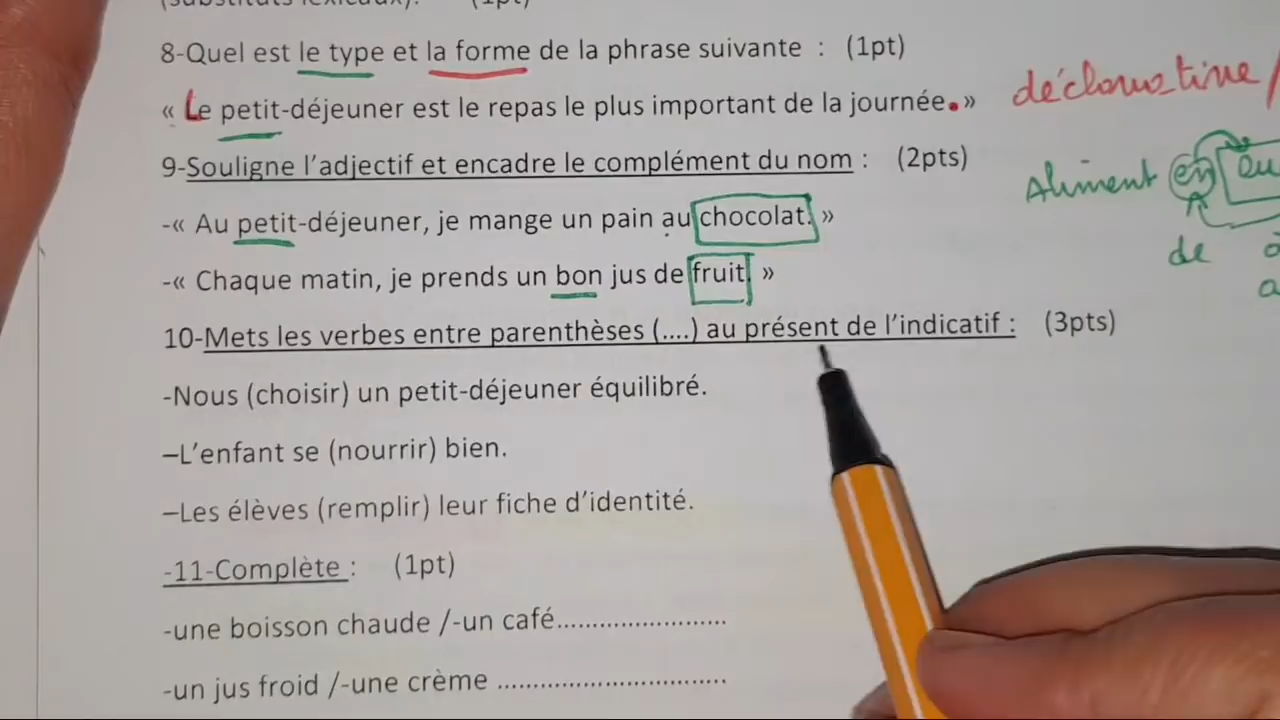 (substituts lexicaux). (1pt)
8-Quel est le type et la forme de la phrase suivante : (1pt)
« Le petit-déjeuner est le repas le plus important de la journée. » déclarative /
9-Souligne l'adjectif et encadre le complément du nom : (2pts)
Aliment en eu
-« Au petit-déjeuner, je mange un pain au chocolat. »
de à
-« Chaque matin, je prends un bon jus de fruit. »
10-Mets les verbes entre parenthèses (....) au présent de l'indicatif : (3pts)
-Nous (choisir) un petit-déjeuner équilibré.
–L'enfant se (nourrir) bien.
–Les élèves (remplir) leur fiche d'identité.
-11-Complète : (1pt)
-une boisson chaude /-un café........................
-un jus froid /-une crème ................................